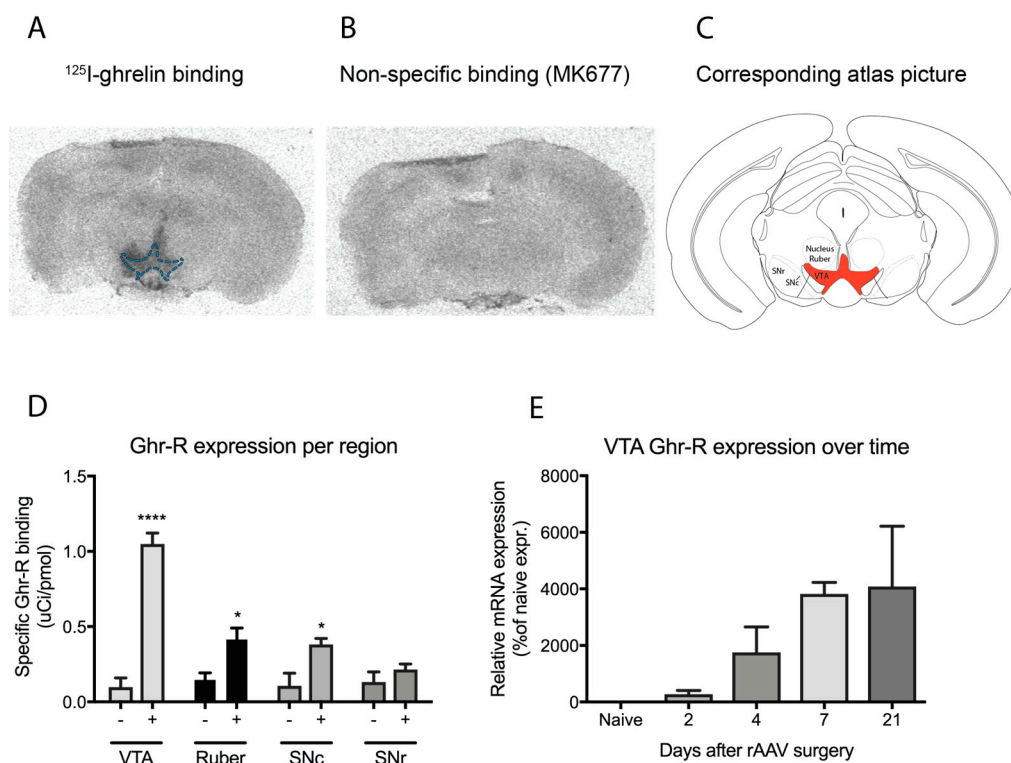 A
B
C
125I-ghrelin binding
Non-specific binding (MK677)
Corresponding atlas picture
Nucleus
Ruber
SNr
SNc
VTA
D
E
Ghr-R expression per region
Specific Ghr-R binding
(uCi/pmol)
1.5
1.0
0.5
0.0
****
*
*
- + - + - + - +
VTA Ruber SNc SNr
VTA Ghr-R expression over time
Relative mRNA expression
(%of naive expr.)
8000
6000
4000
2000
0
Naive 2 4 7 21
Days after rAAV surgery